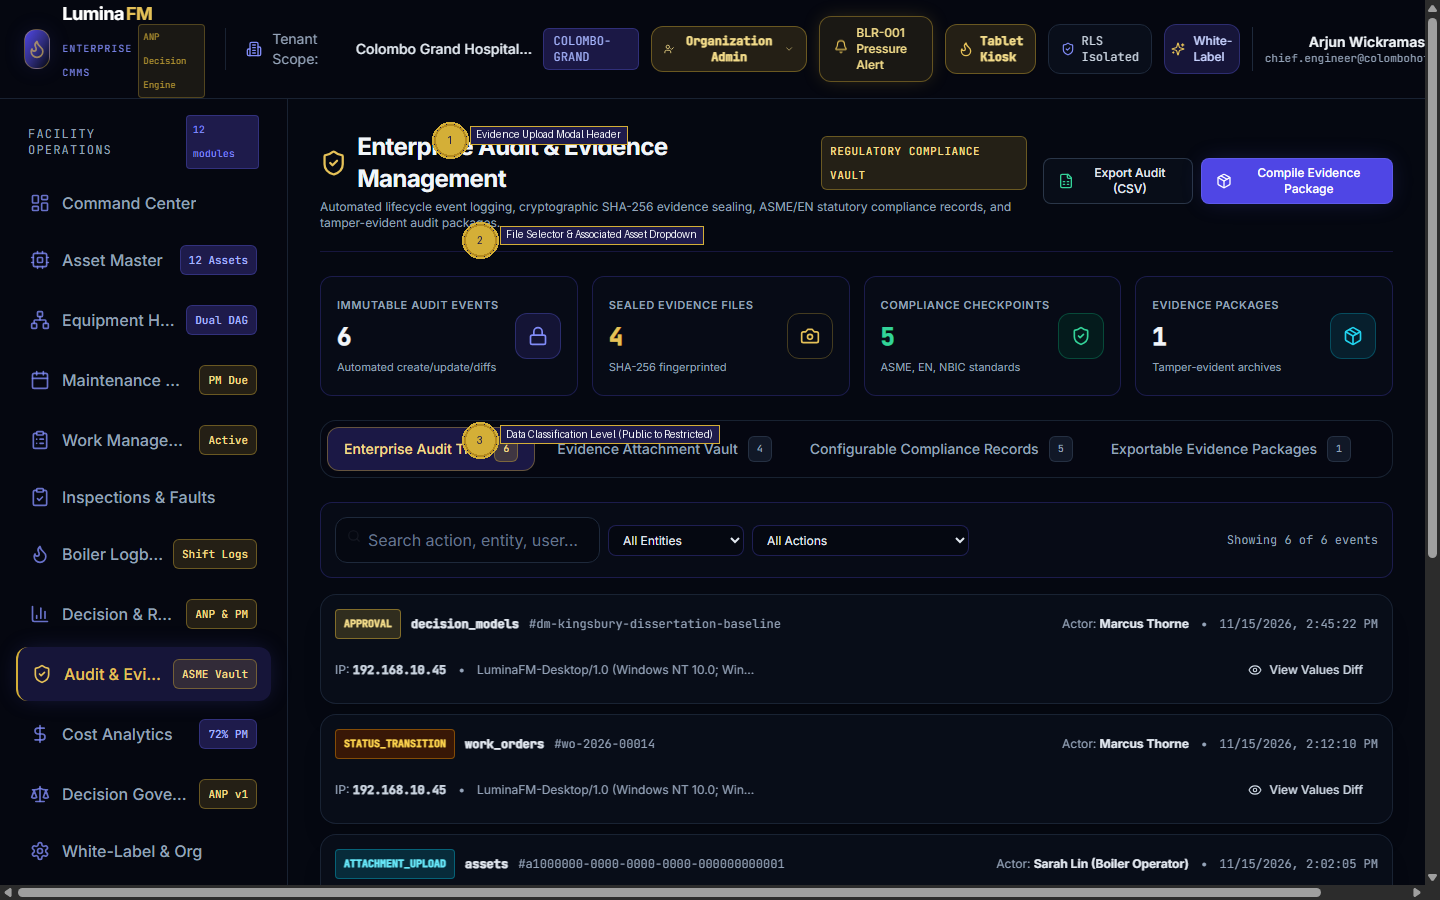 LuminaFM
ENTERPRISE
CMMS
ANP
Decision
Engine
Tenant
Scope:
Colombo Grand Hospital...
COLOMBO-
GRAND
Organization
Admin
BLR-001
Pressure
Alert
Tablet
Kiosk
RLS
Isolated
White-
Label
Arjun Wickramas
chief.engineer@colomboho
FACILITY
OPERATIONS
12
modules
Command Center
Asset Master
12 Assets
Equipment H...
Dual DAG
Maintenance ...
PM Due
Work Manage...
Active
Inspections & Faults
Boiler Logb...
Shift Logs
Decision & R...
ANP & PM
Audit & Evi...
ASME Vault
Cost Analytics
72% PM
Decision Gove...
ANP v1
White-Label & Org
1
Evidence Upload Modal Header
Enterprise Audit & Evidence
Management
REGULATORY COMPLIANCE
VAULT
Export Audit
(CSV)
Compile Evidence
Package
Automated lifecycle event logging, cryptographic SHA-256 evidence sealing, ASME/EN statutory compliance records, and
tamper-evident audit packages.
2
File Selector & Associated Asset Dropdown
IMMUTABLE AUDIT EVENTS
6
Automated create/update/diffs
SEALED EVIDENCE FILES
4
SHA-256 fingerprinted
COMPLIANCE CHECKPOINTS
5
ASME, EN, NBIC standards
EVIDENCE PACKAGES
1
Tamper-evident archives
3
Data Classification Level (Public to Restricted)
Enterprise Audit T
6
Evidence Attachment Vault
4
Configurable Compliance Records
5
Exportable Evidence Packages
1
Search action, entity, user...
All Entities
All Actions
Showing 6 of 6 events
APPROVAL
decision_models
#dm-kingsbury-dissertation-baseline
Actor: Marcus Thorne • 11/15/2026, 2:45:22 PM
IP: 192.168.10.45 • LuminaFM-Desktop/1.0 (Windows NT 10.0; Win...
View Values Diff
STATUS_TRANSITION
work_orders
#wo-2026-00014
Actor: Marcus Thorne • 11/15/2026, 2:12:10 PM
IP: 192.168.10.45 • LuminaFM-Desktop/1.0 (Windows NT 10.0; Win...
View Values Diff
ATTACHMENT_UPLOAD
assets
#a1000000-0000-0000-0000-000000000001
Actor: Sarah Lin (Boiler Operator) • 11/15/2026, 2:02:05 PM